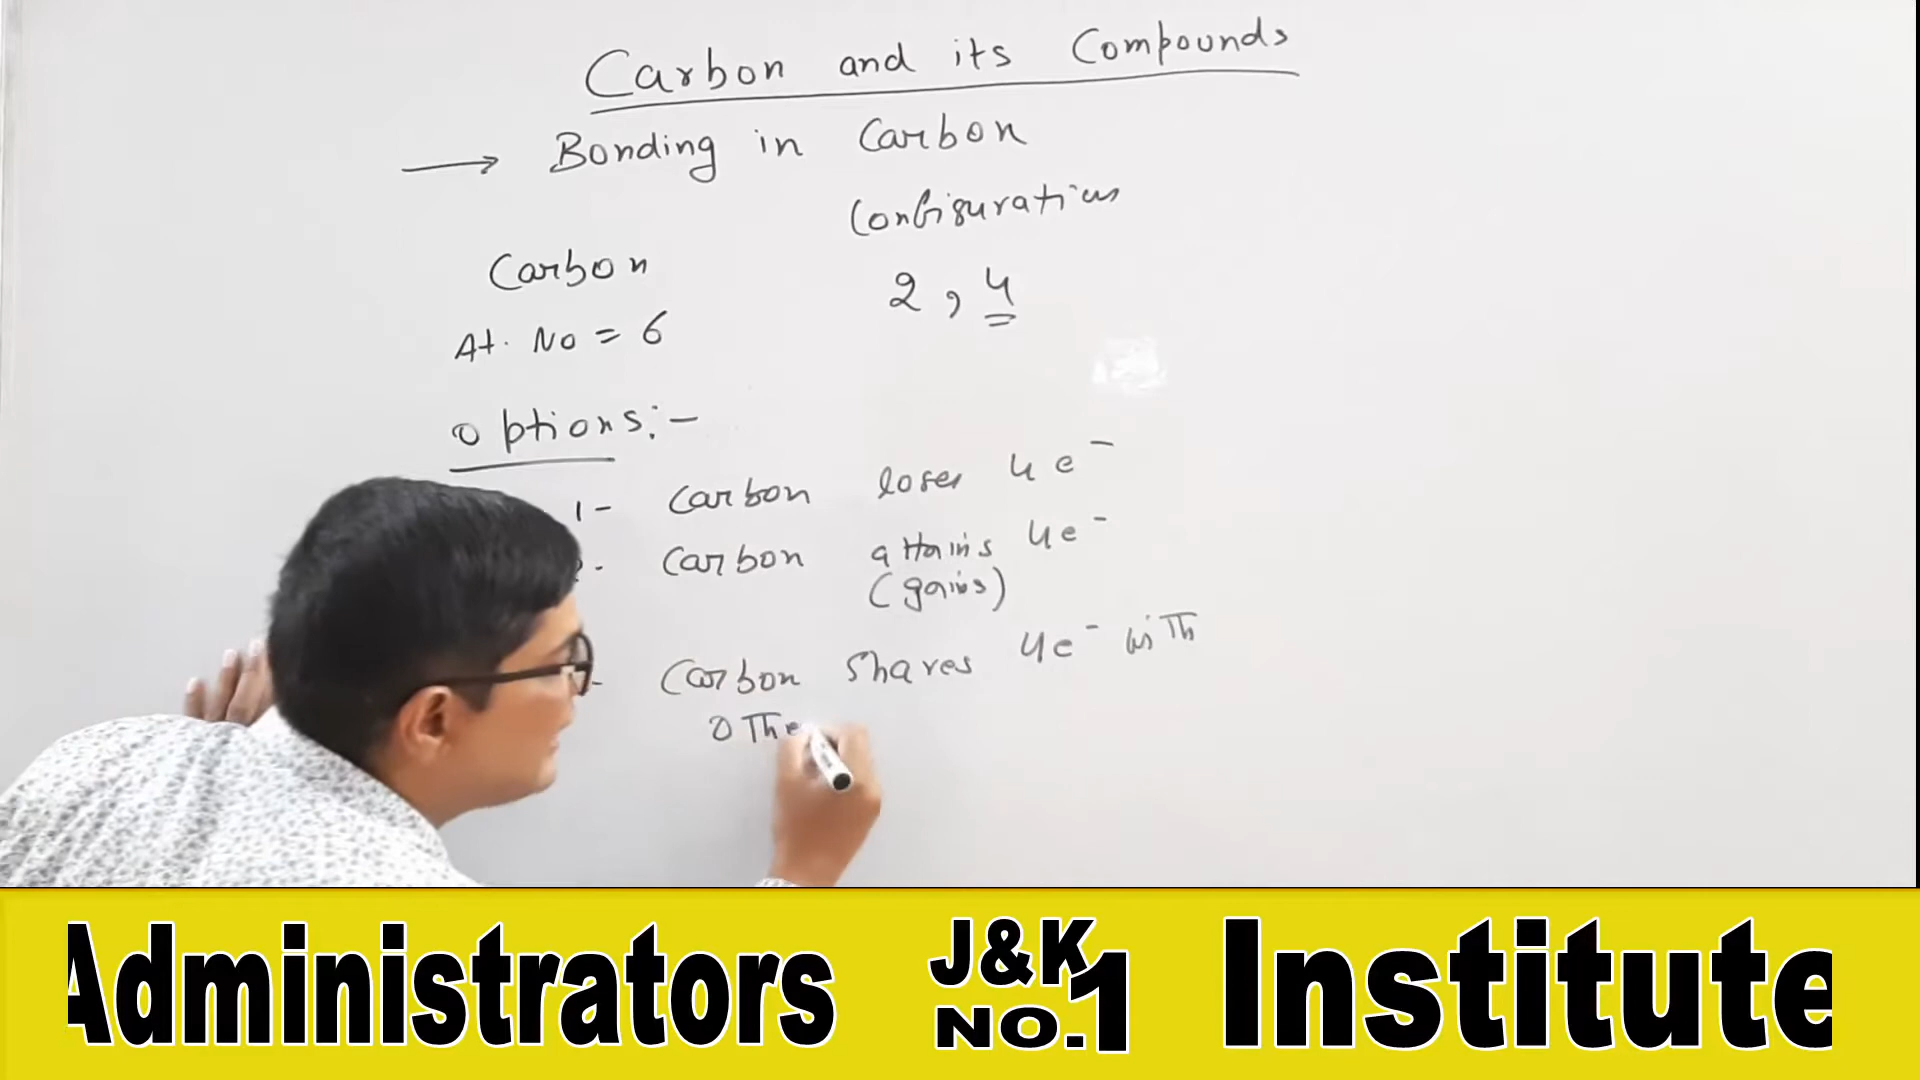 Carbon and its Compounds
→ Bonding in Carbon
Configuration
Carbon
2, 4
At. No = 6
Options:-
1- Carbon loses 4e⁻
2- Carbon attains 4e⁻
(gains)
- Carbon shares 4e⁻ with
Othe
Administrators J&K NO.1 Institute